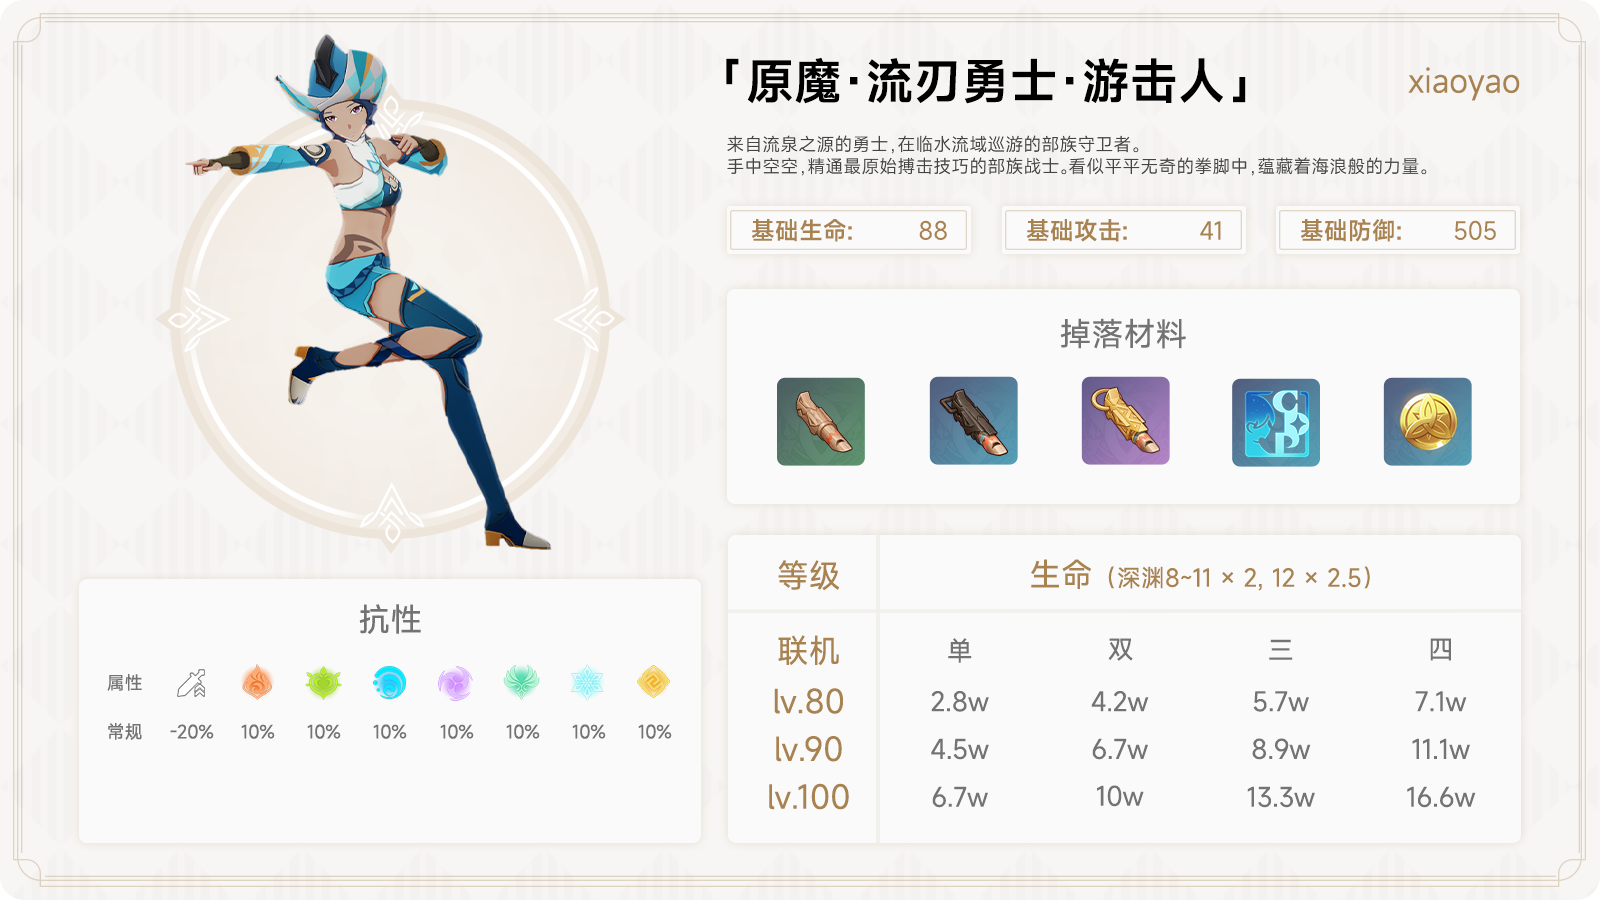 「原魔·流刃勇士·游击人」
xiaoyao
来自流泉之源的勇士,在临水流域巡游的部族守卫者。
手中空空,精通最原始搏击技巧的部族战士。看似平平无奇的拳脚中,蕴藏着海浪般的力量。
基础生命: 88
基础攻击: 41
基础防御: 505
掉落材料
等级 生命 (深渊8~11 × 2, 12 × 2.5)
联机 单 双 三 四
lv.80 2.8w 4.2w 5.7w 7.1w
lv.90 4.5w 6.7w 8.9w 11.1w
lv.100 6.7w 10w 13.3w 16.6w
抗性
属性
常规 -20% 10% 10% 10% 10% 10% 10% 10%